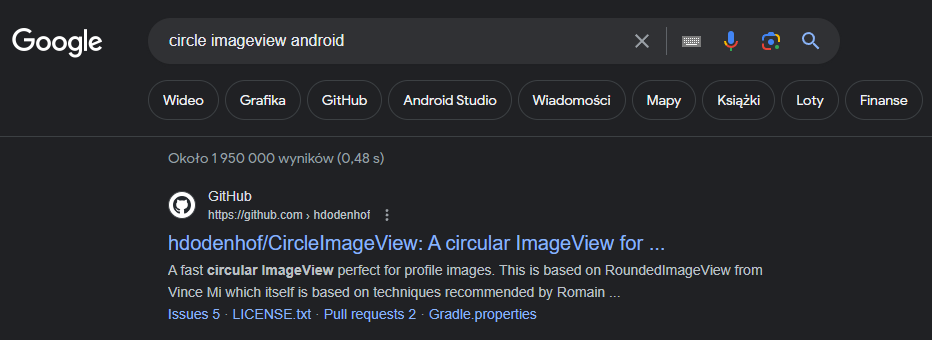 Google
circle imageview android
Wideo Grafika GitHub Android Studio Wiadomości Mapy Książki Loty Finanse
Około 1 950 000 wyników (0,48 s)
GitHub
https://github.com › hdodenhof
hdodenhof/CircleImageView: A circular ImageView for ...
A fast circular ImageView perfect for profile images. This is based on RoundedImageView from
Vince Mi which itself is based on techniques recommended by Romain ...
Issues 5 · LICENSE.txt · Pull requests 2 · Gradle.properties